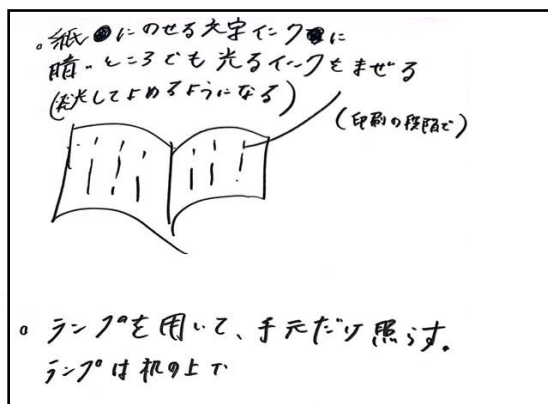 。紙にのせる文字インクに
暗いところでも光るインクをまぜる
(発光してよめるようになる)
(印刷の段階で)
。ランプを用いて、手元だけ照らす。
ランプは机の上で